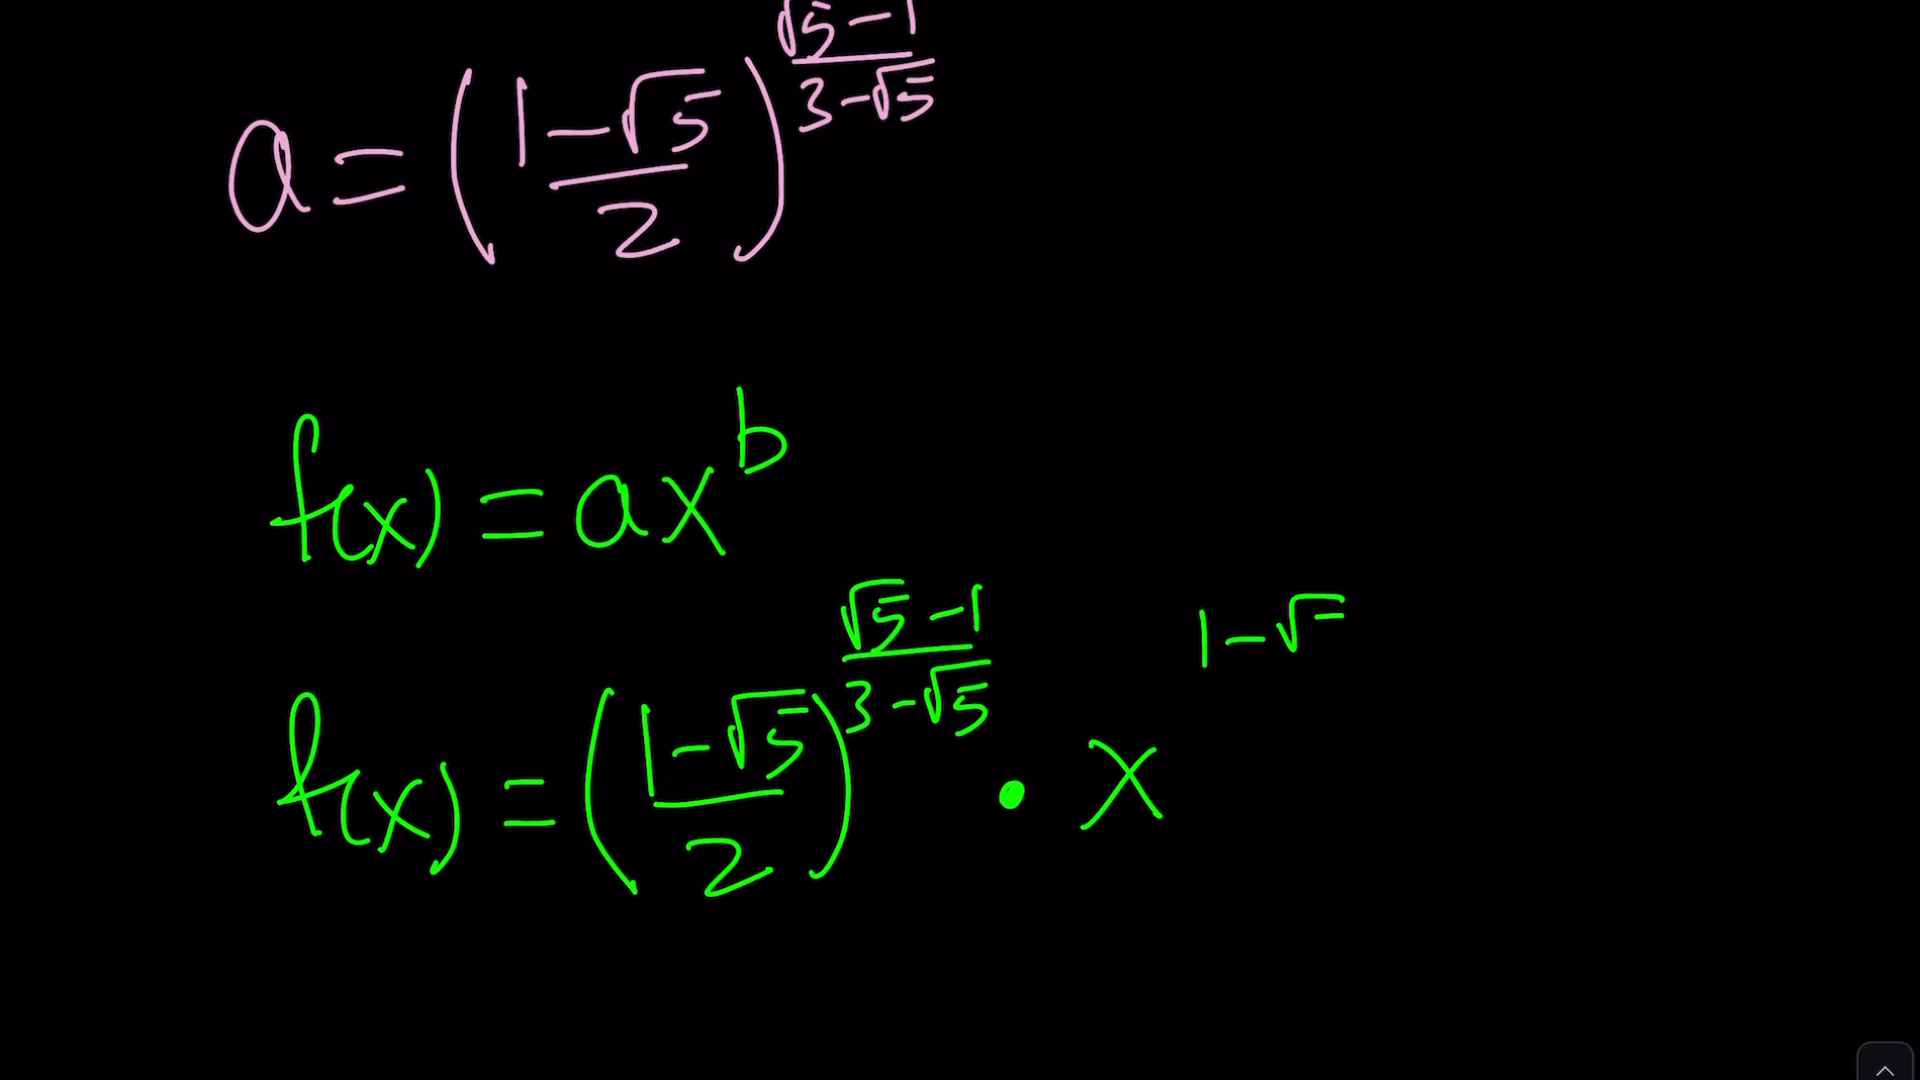 a = ((1-√5)/2)^((√5-1)/(3-√5))
f(x) = ax^b
f(x) = ((1-√5)/2)^((√5-1)/(3-√5)) • x^(1-√